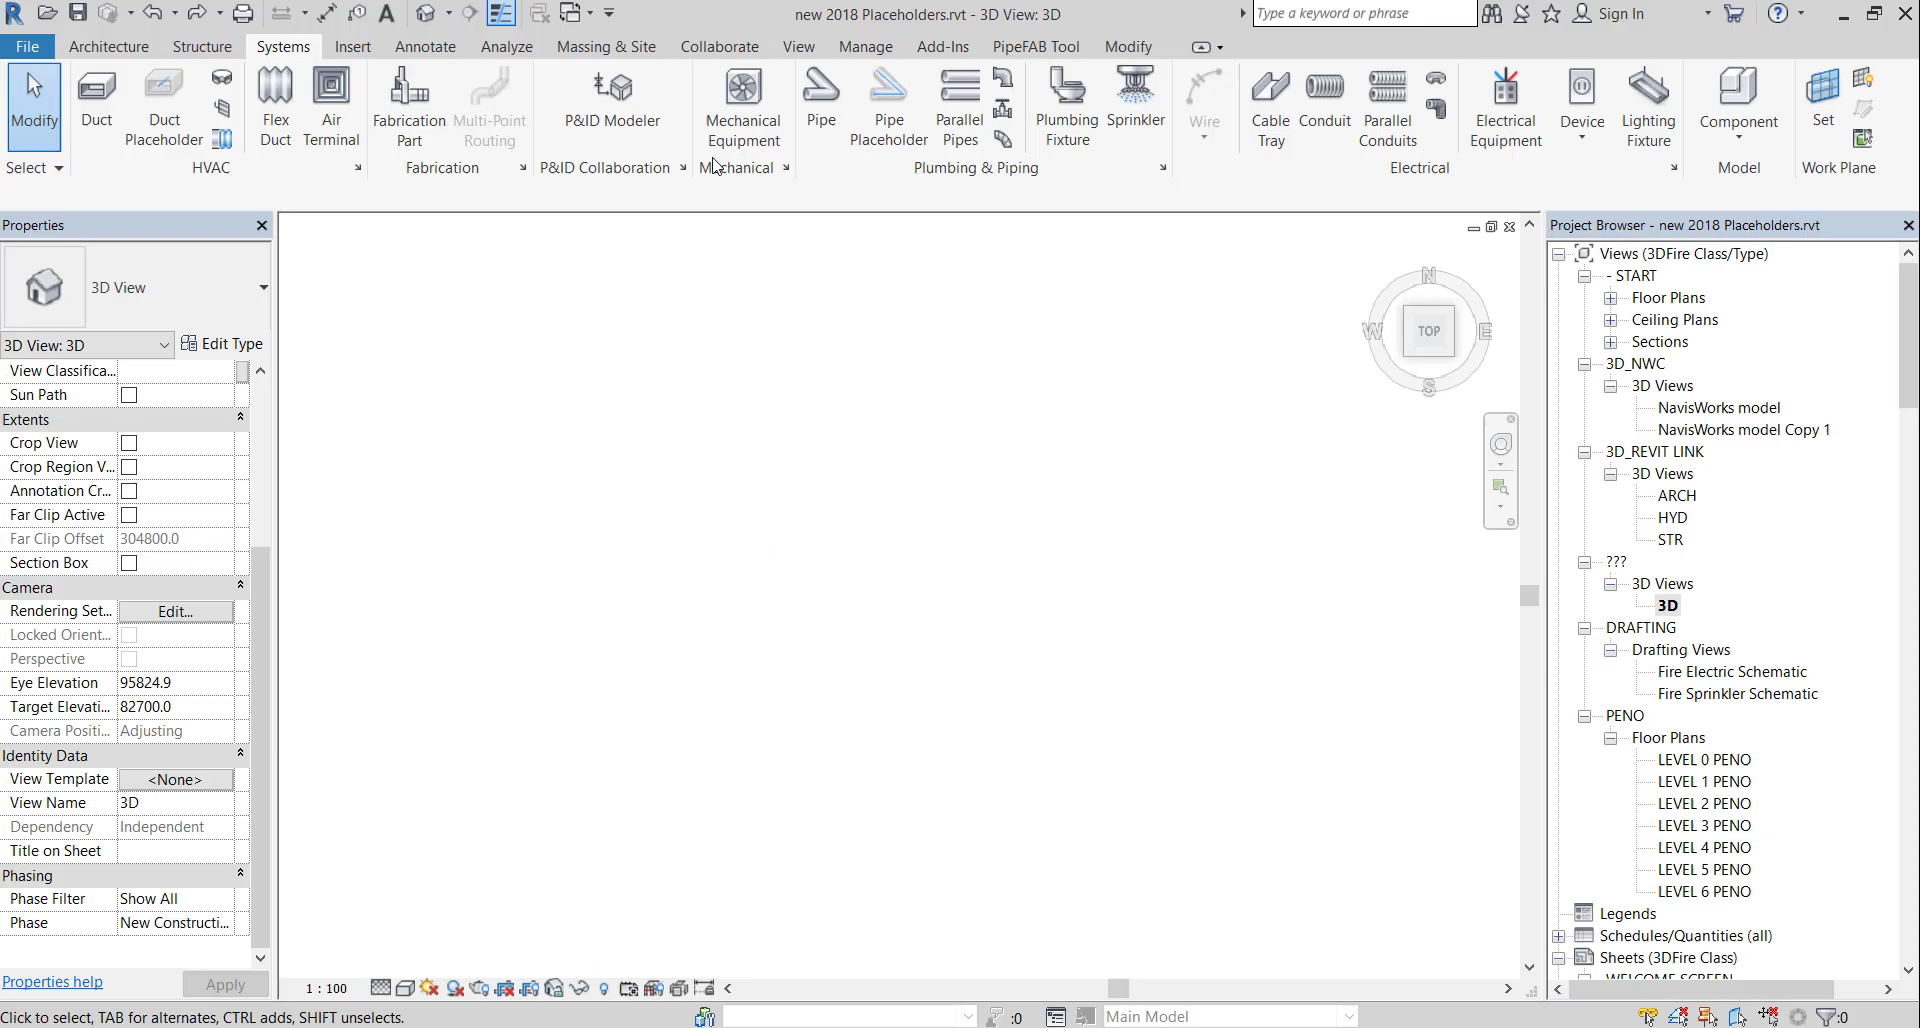 new 2018 Placeholders.rvt - 3D View: 3D
Type a keyword or phrase
Sign In
File
Architecture
Structure
Systems
Insert
Annotate
Analyze
Massing & Site
Collaborate
View
Manage
Add-Ins
PipeFAB Tool
Modify
Modify
Duct
Duct
Placeholder
Flex
Duct
Air
Terminal
Fabrication
Part
Multi-Point
Routing
P&ID Modeler
Mechanical
Equipment
Pipe
Pipe
Placeholder
Parallel
Pipes
Plumbing
Fixture
Sprinkler
Wire
Cable
Tray
Conduit
Parallel
Conduits
Electrical
Equipment
Device
Lighting
Fixture
Component
Set
Select
HVAC
Fabrication
P&ID Collaboration
Mechanical
Plumbing & Piping
Electrical
Model
Work Plane
Properties
3D View
3D View: 3D
Edit Type
View Classifica...
Sun Path
Extents
Crop View
Crop Region V...
Annotation Cr...
Far Clip Active
Far Clip Offset 304800.0
Section Box
Camera
Rendering Set... Edit...
Locked Orient...
Perspective
Eye Elevation 95824.9
Target Elevati... 82700.0
Camera Positi... Adjusting
Identity Data
View Template <None>
View Name 3D
Dependency Independent
Title on Sheet
Phasing
Phase Filter Show All
Phase New Constructi...
Properties help
Apply
N
W
TOP
E
S
1 : 100
Project Browser - new 2018 Placeholders.rvt
Views (3DFire Class/Type)
- START
Floor Plans
Ceiling Plans
Sections
3D_NWC
3D Views
NavisWorks model
NavisWorks model Copy 1
3D_REVIT LINK
3D Views
ARCH
HYD
STR
???
3D Views
3D
DRAFTING
Drafting Views
Fire Electric Schematic
Fire Sprinkler Schematic
PENO
Floor Plans
LEVEL 0 PENO
LEVEL 1 PENO
LEVEL 2 PENO
LEVEL 3 PENO
LEVEL 4 PENO
LEVEL 5 PENO
LEVEL 6 PENO
Legends
Schedules/Quantities (all)
Sheets (3DFire Class)
WELCOME SCREEN
Click to select, TAB for alternates, CTRL adds, SHIFT unselects.
:0
Main Model
:0